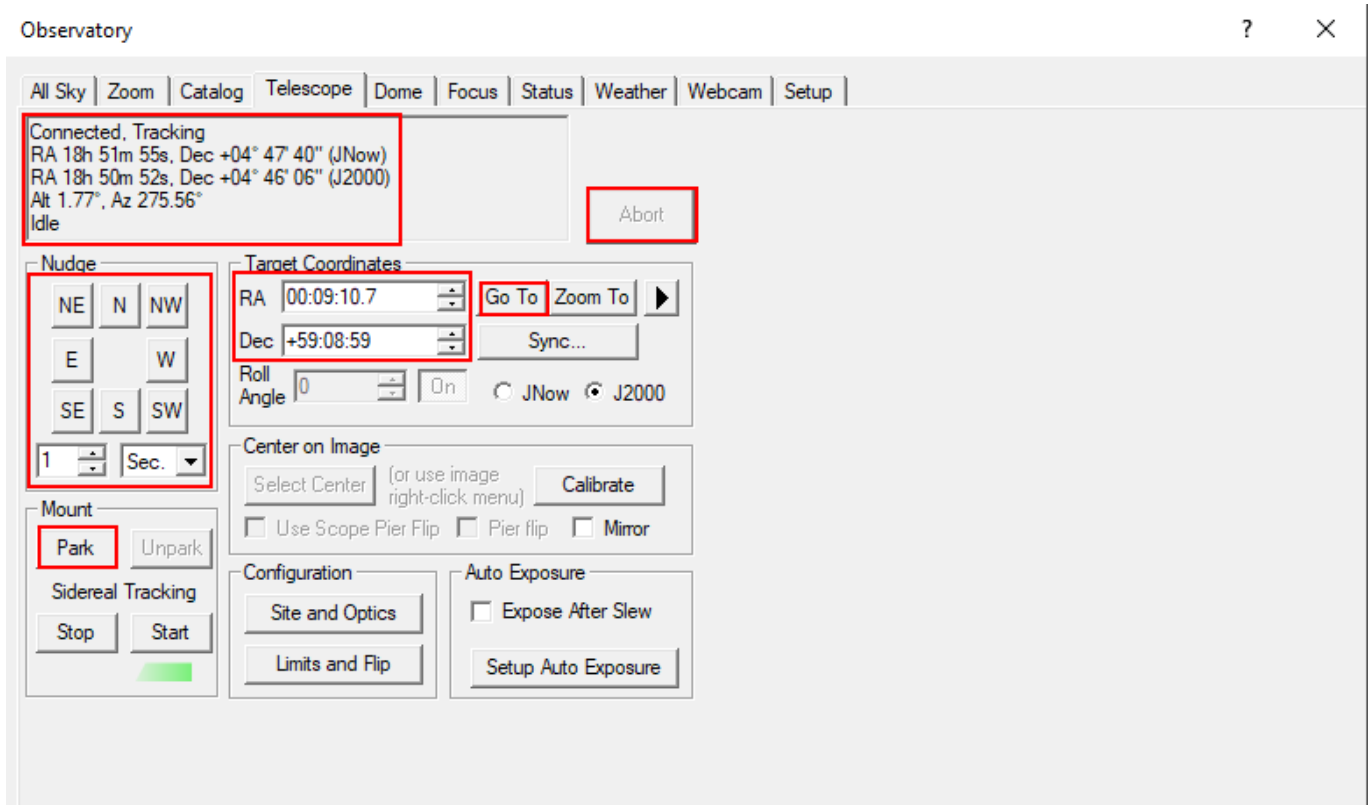 Observatory
?
All Sky Zoom Catalog Telescope Dome Focus Status Weather Webcam Setup
Connected, Tracking
RA 18h 51m 55s, Dec +04° 47' 40" (JNow)
RA 18h 50m 52s, Dec +04° 46' 06" (J2000)
Alt 1.77°, Az 275.56°
Idle
Abort
Nudge
NE N NW
E W
SE S SW
1 Sec.
Target Coordinates
RA 00:09:10.7 Go To Zoom To
Dec +59:08:59 Sync...
Roll
Angle 0 On JNow J2000
Center on Image
Select Center (or use image
right-click menu) Calibrate
Use Scope Pier Flip Pier flip Mirror
Mount
Park Unpark
Sidereal Tracking
Stop Start
Configuration
Site and Optics
Limits and Flip
Auto Exposure
Expose After Slew
Setup Auto Exposure